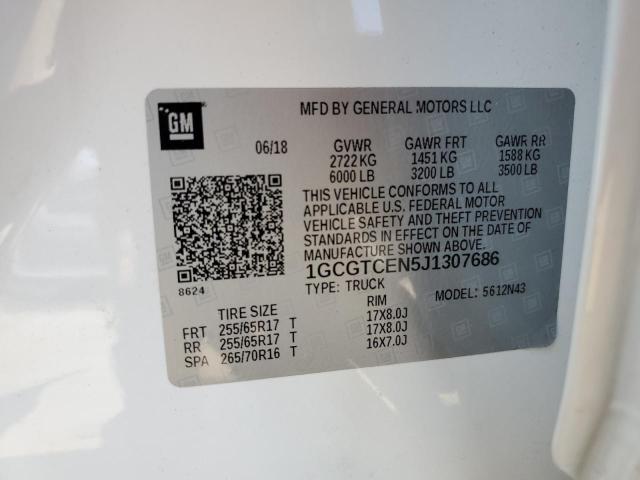 GM
MFD BY GENERAL MOTORS LLC
06/18 GVWR GAWR FRT GAWR RR
2722 KG 1451 KG 1588 KG
6000 LB 3200 LB 3500 LB
THIS VEHICLE CONFORMS TO ALL
APPLICABLE U.S. FEDERAL MOTOR
VEHICLE SAFETY AND THEFT PREVENTION
STANDARDS IN EFFECT ON THE DATE OF
MANUFACTURE SHOWN ABOVE.
1GCGTCEN5J1307686
8624
TYPE: TRUCK MODEL: 5612N43
TIRE SIZE RIM
FRT 255/65R17 T 17X8.0J
RR 255/65R17 T 17X8.0J
SPA 265/70R16 T 16X7.0J